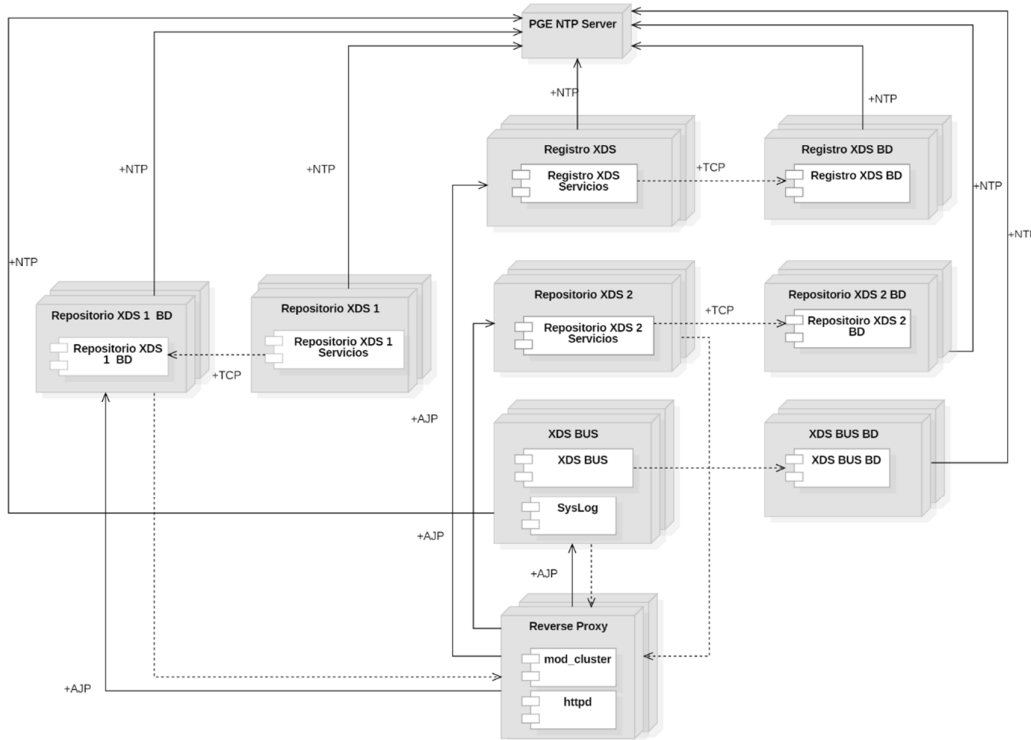 PGE NTP Server
+NTP
+NTP
+NTP
+NTP
+NTP
+NTP
+NTI
Registro XDS
Registro XDS
Servicios
+TCP
Registro XDS BD
Registro XDS BD
Repositorio XDS 1  BD
Repositorio XDS
1  BD
+TCP
Repositorio XDS 1
Repositorio XDS 1
Servicios
Repositorio XDS 2
Repositorio XDS 2
Servicios
+TCP
Repositorio XDS 2 BD
Repositoiro XDS 2
BD
+AJP
XDS BUS
XDS BUS
SysLog
XDS BUS BD
XDS BUS BD
+AJP
+AJP
Reverse Proxy
mod_cluster
httpd
+AJP